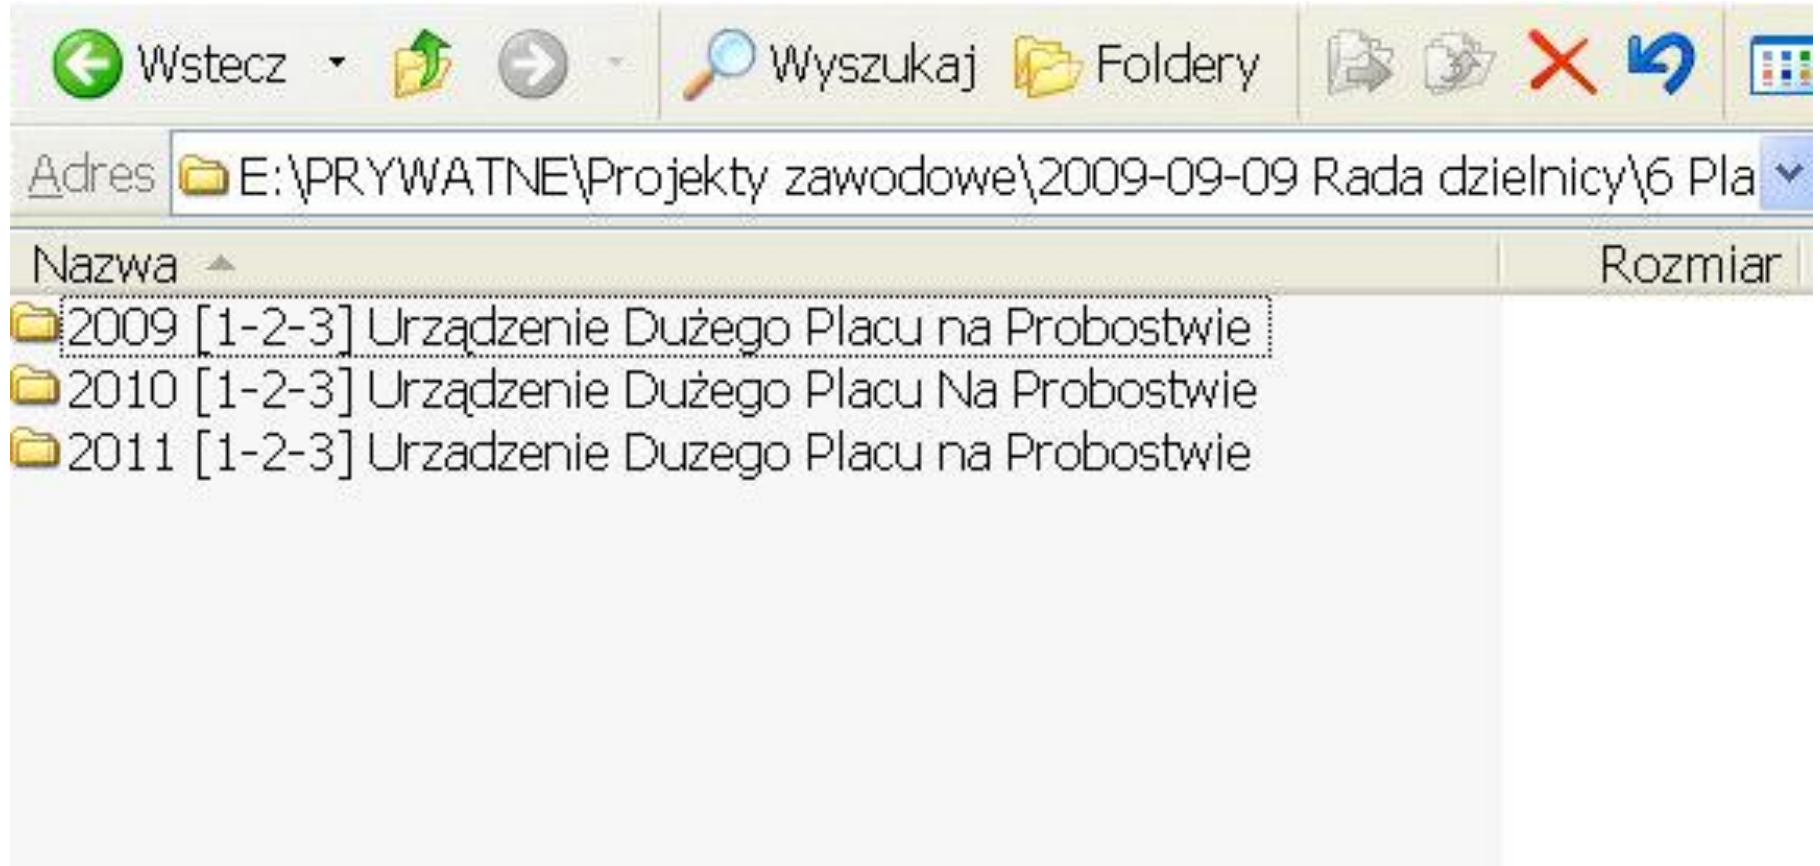 Wstecz Wyszukaj Foldery
Adres E:\PRYWATNE\Projekty zawodowe\2009-09-09 Rada dzielnicy\6 Pla
Nazwa Rozmiar
2009 [1-2-3] Urządzenie Dużego Placu na Probostwie
2010 [1-2-3] Urządzenie Dużego Placu Na Probostwie
2011 [1-2-3] Urzadzenie Duzego Placu na Probostwie